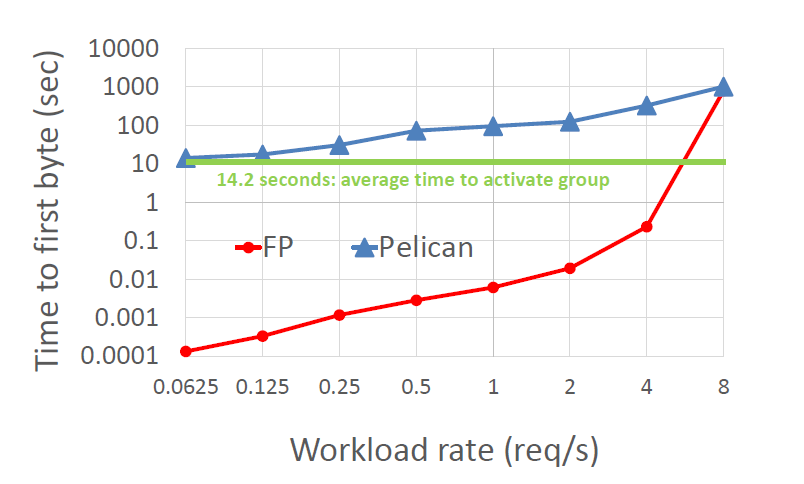 Time to first byte (sec)
10000
1000
100
10
1
0.1
0.01
0.001
0.0001
14.2 seconds: average time to activate group
FP
Pelican
0.0625 0.125 0.25 0.5 1 2 4 8
Workload rate (req/s)